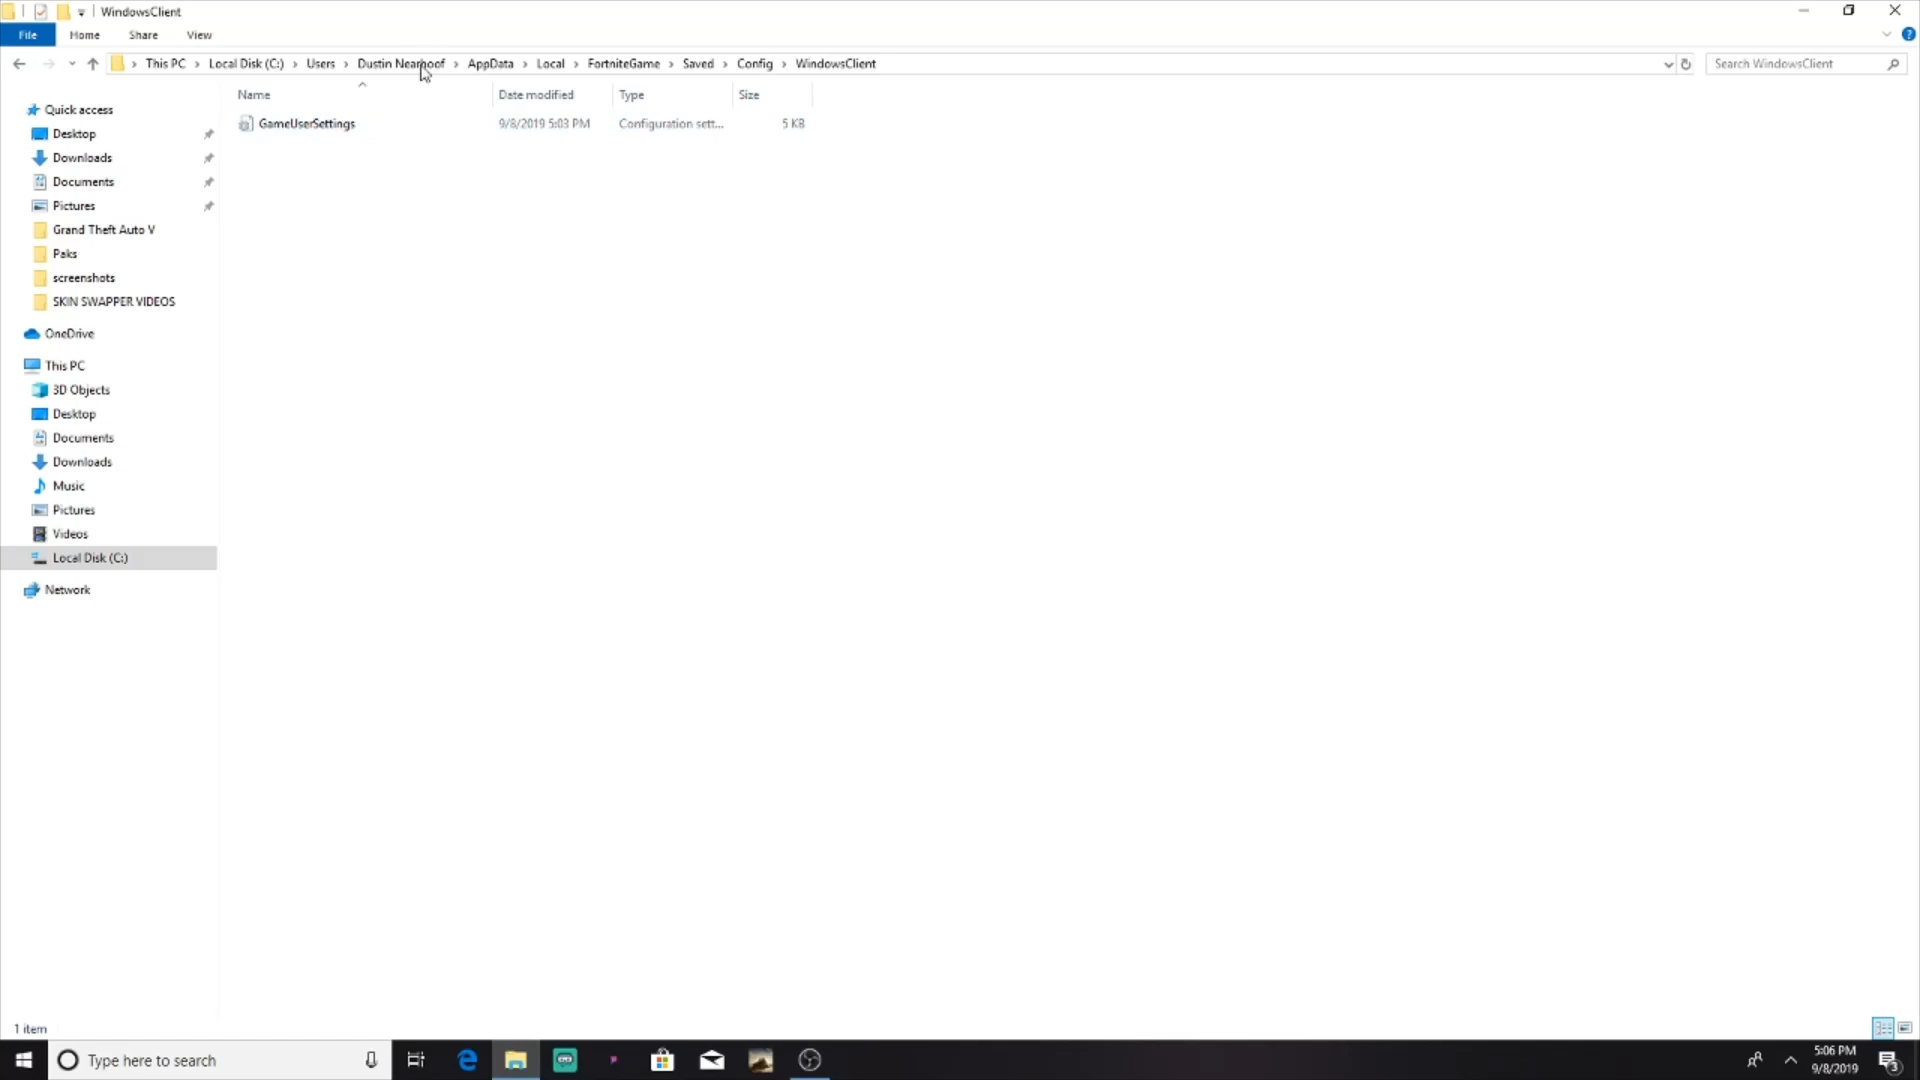 WindowsClient
File Home Share View
This PC Local Disk (C:) Users Dustin Nearhoof AppData Local FortniteGame Saved Config WindowsClient Search WindowsClient
Name Date modified Type Size
GameUserSettings 9/8/2019 5:03 PM Configuration sett... 5 KB
Quick access
Desktop
Downloads
Documents
Pictures
Grand Theft Auto V
Paks
screenshots
SKIN SWAPPER VIDEOS
OneDrive
This PC
3D Objects
Desktop
Documents
Downloads
Music
Pictures
Videos
Local Disk (C:)
Network
1 item
Type here to search
5:06 PM
9/8/2019
3